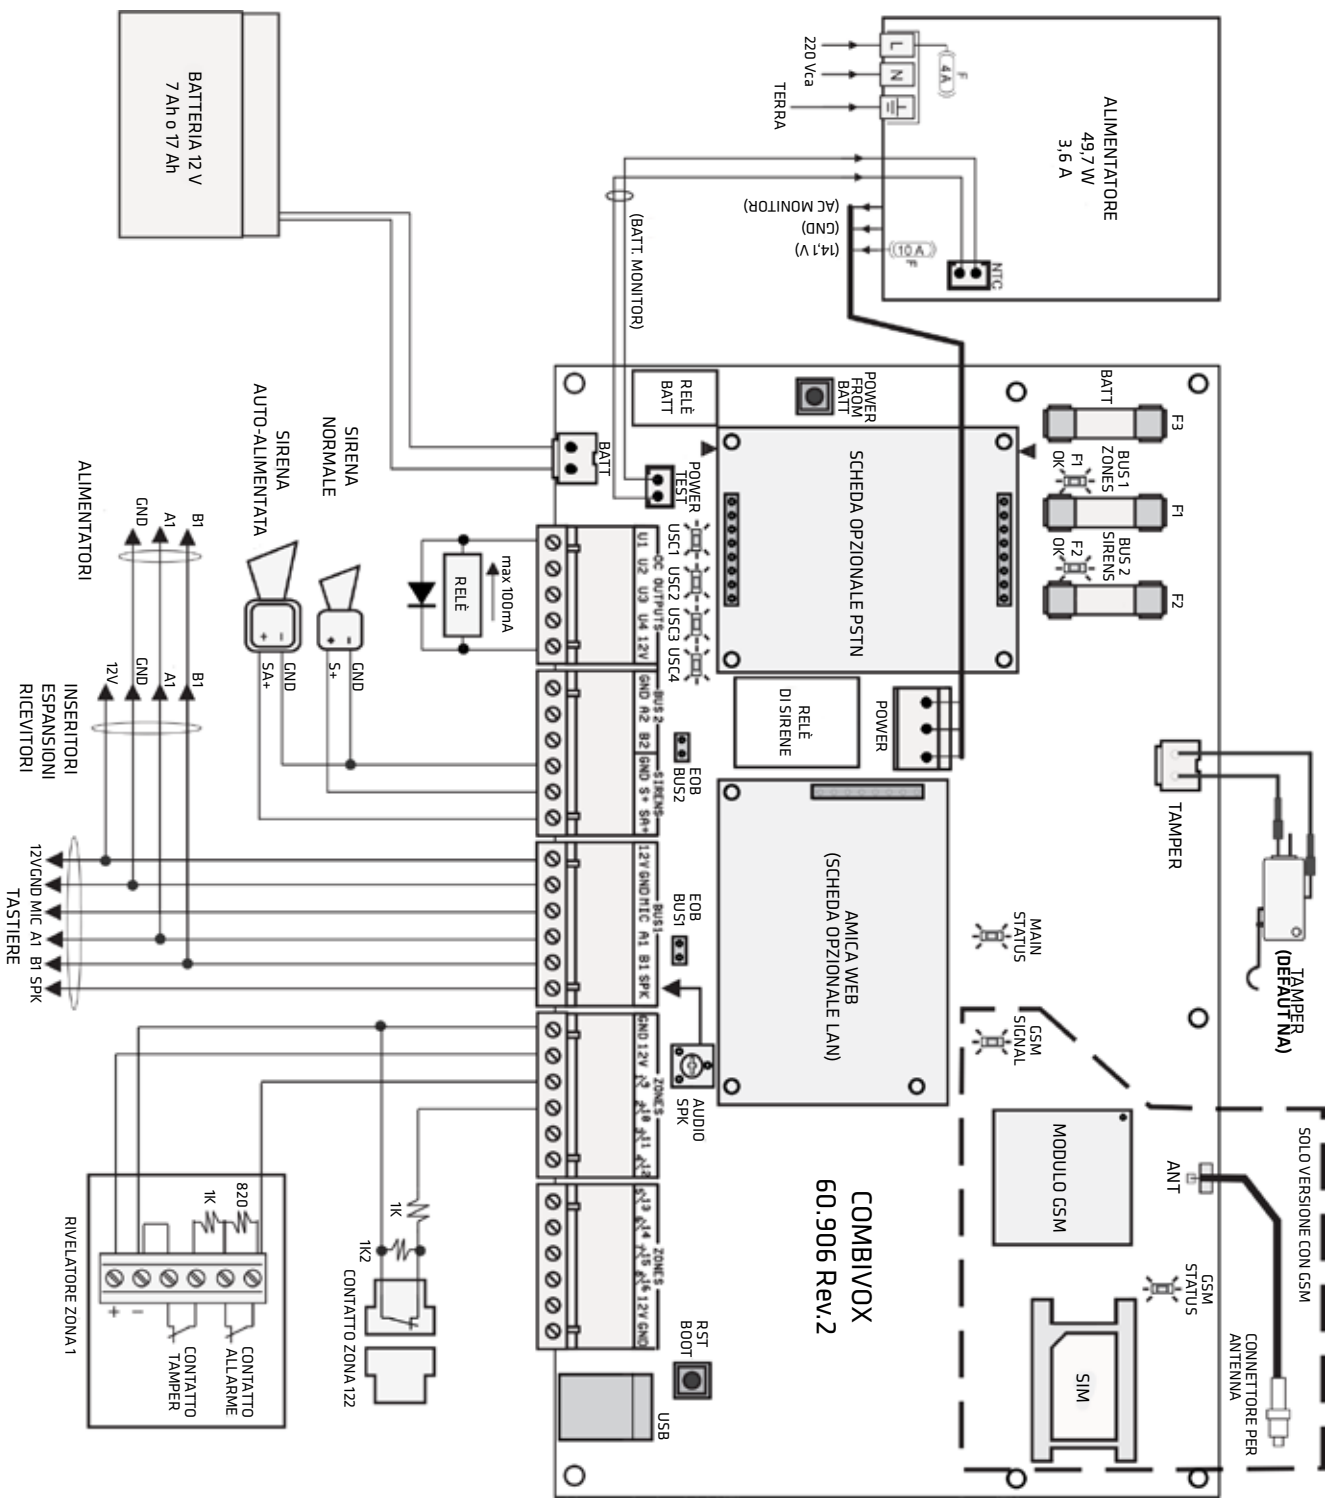 ALIMENTATORE
49,7 W
3,6 A
L
N
F
4 A
220 Vca
TERRA
(AC MONITOR)
(GND)
(14,1 V)
(10 A)
F
NTC
(BATT. MONITOR)
BATTERIA 12 V
7 Ah o 17 Ah
F3
BATT
F1
BUS 1
ZONES
F1
OK
F2
BUS 2
SIRENS
F2
OK
POWER
FROM
BATT
RELÈ
BATT
SCHEDA OPZIONALE PSTN
BATT
POWER
TEST
USC1
USC2
USC3
USC4
OC OUTPUTS
U1 U2 U3 U4 12V
BUS 2
GND A2 B2
SIRENS
GND S+ SA+
BUS1
12V GND MIC A1 B1 SPK
ZONES
GND 12V
ZONES
12V GND
POWER
RELÈ
DI SIRENE
EOB
BUS2
EOB
BUS1
AUDIO
SPK
AMICA WEB
(SCHEDA OPZIONALE LAN)
TAMPER
TAMPER
(DEFAUT NA)
MAIN
STATUS
GSM
SIGNAL
SOLO VERSIONE CON GSM
MODULO GSM
ANT
GSM
STATUS
CONNETTORE PER
ANTENNA
SIM
COMBIVOX
60.906 Rev.2
RST
BOOT
USB
max 100mA
RELÈ
SIRENA
NORMALE
+ -
GND
S+
SIRENA
AUTO-ALIMENTATA
+ -
GND
SA+
ALIMENTATORI
B1
A1
GND
B1
A1
GND
12V
INSERITORI
ESPANSIONI
RICEVITORI
12V GND MIC A1 B1 SPK
TASTIERE
1K
1K2
CONTATTO ZONA 122
820
1K
+ -
CONTATTO
ALLARME
CONTATTO
TAMPER
RIVELATORE ZONA 1